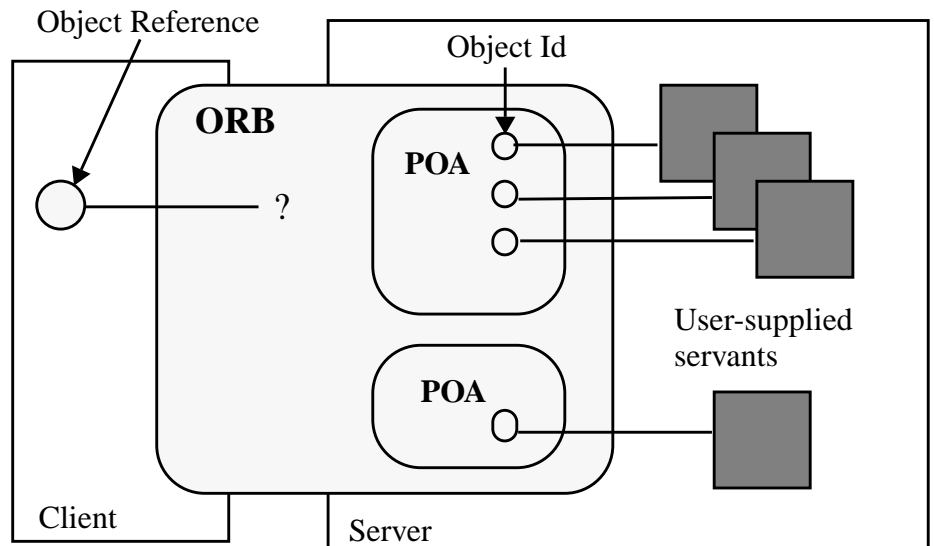 Object Reference
Object Id
ORB
POA
?
User-supplied
servants
POA
Client
Server